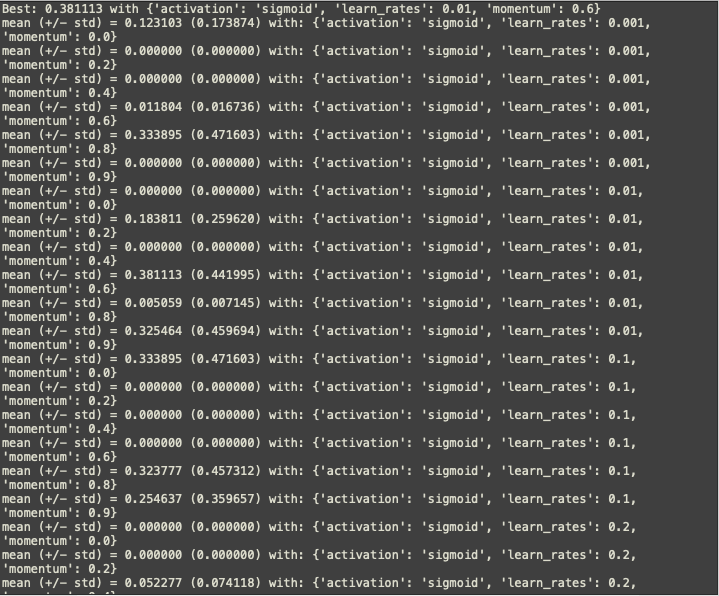 Best: 0.381113 with {'activation': 'sigmoid', 'learn_rates': 0.01, 'momentum': 0.6}
mean (+/– std) = 0.123103 (0.173874) with: {'activation': 'sigmoid', 'learn_rates': 0.001,
'momentum': 0.0}
mean (+/– std) = 0.000000 (0.000000) with: {'activation': 'sigmoid', 'learn_rates': 0.001,
'momentum': 0.2}
mean (+/– std) = 0.000000 (0.000000) with: {'activation': 'sigmoid', 'learn_rates': 0.001,
'momentum': 0.4}
mean (+/– std) = 0.011804 (0.016736) with: {'activation': 'sigmoid', 'learn_rates': 0.001,
'momentum': 0.6}
mean (+/– std) = 0.333895 (0.471603) with: {'activation': 'sigmoid', 'learn_rates': 0.001,
'momentum': 0.8}
mean (+/– std) = 0.000000 (0.000000) with: {'activation': 'sigmoid', 'learn_rates': 0.001,
'momentum': 0.9}
mean (+/– std) = 0.000000 (0.000000) with: {'activation': 'sigmoid', 'learn_rates': 0.01,
'momentum': 0.0}
mean (+/– std) = 0.183811 (0.259620) with: {'activation': 'sigmoid', 'learn_rates': 0.01,
'momentum': 0.2}
mean (+/– std) = 0.000000 (0.000000) with: {'activation': 'sigmoid', 'learn_rates': 0.01,
'momentum': 0.4}
mean (+/– std) = 0.381113 (0.441995) with: {'activation': 'sigmoid', 'learn_rates': 0.01,
'momentum': 0.6}
mean (+/– std) = 0.005059 (0.007145) with: {'activation': 'sigmoid', 'learn_rates': 0.01,
'momentum': 0.8}
mean (+/– std) = 0.325464 (0.459694) with: {'activation': 'sigmoid', 'learn_rates': 0.01,
'momentum': 0.9}
mean (+/– std) = 0.333895 (0.471603) with: {'activation': 'sigmoid', 'learn_rates': 0.1,
'momentum': 0.0}
mean (+/– std) = 0.000000 (0.000000) with: {'activation': 'sigmoid', 'learn_rates': 0.1,
'momentum': 0.2}
mean (+/– std) = 0.000000 (0.000000) with: {'activation': 'sigmoid', 'learn_rates': 0.1,
'momentum': 0.4}
mean (+/– std) = 0.000000 (0.000000) with: {'activation': 'sigmoid', 'learn_rates': 0.1,
'momentum': 0.6}
mean (+/– std) = 0.323777 (0.457312) with: {'activation': 'sigmoid', 'learn_rates': 0.1,
'momentum': 0.8}
mean (+/– std) = 0.254637 (0.359657) with: {'activation': 'sigmoid', 'learn_rates': 0.1,
'momentum': 0.9}
mean (+/– std) = 0.000000 (0.000000) with: {'activation': 'sigmoid', 'learn_rates': 0.2,
'momentum': 0.0}
mean (+/– std) = 0.000000 (0.000000) with: {'activation': 'sigmoid', 'learn_rates': 0.2,
'momentum': 0.2}
mean (+/– std) = 0.052277 (0.074118) with: {'activation': 'sigmoid', 'learn_rates': 0.2,